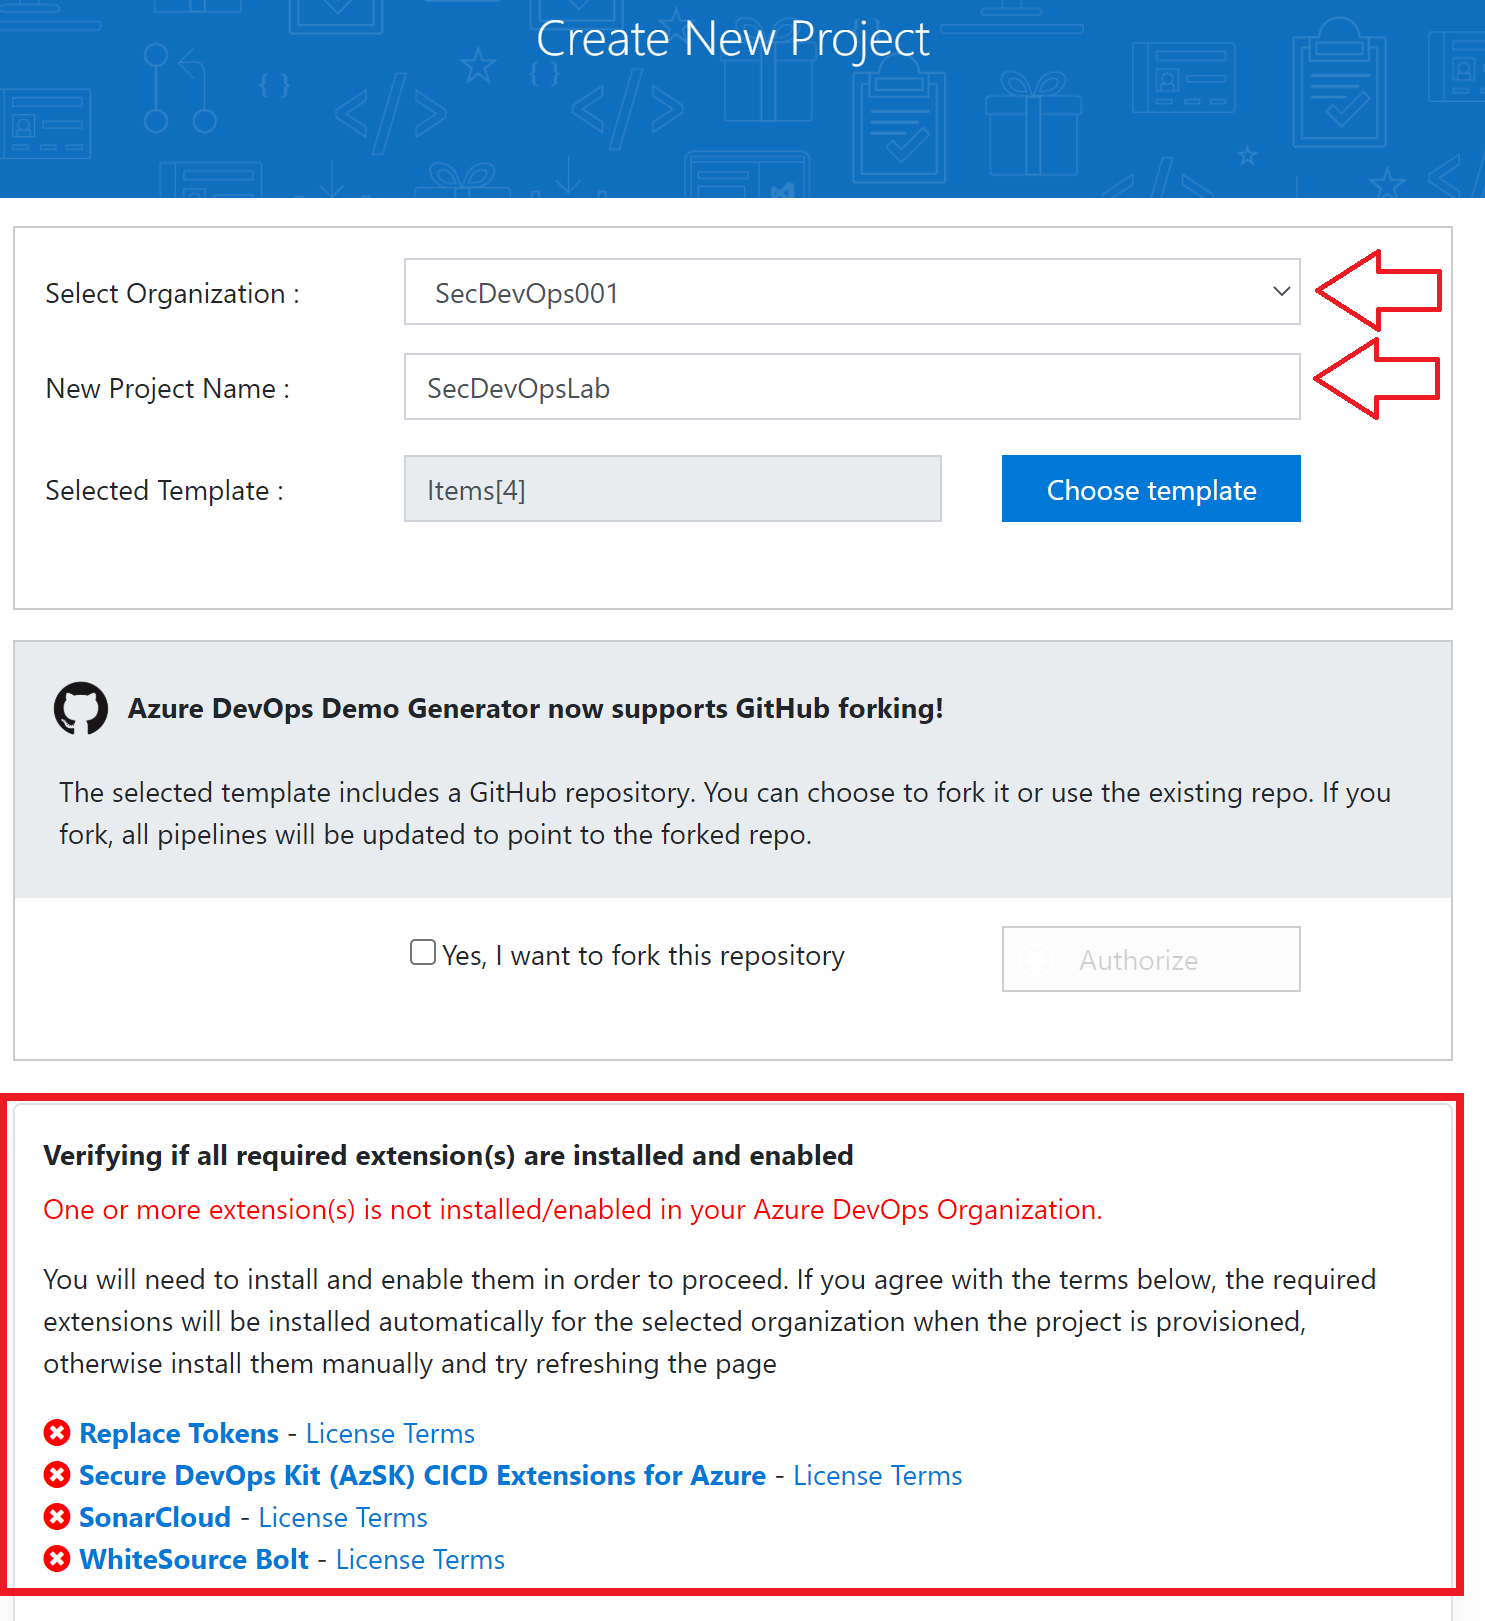 Create New Project
Select Organization :
SecDevOps001
New Project Name :
SecDevOpsLab
Selected Template :
Items[4]
Choose template
Azure DevOps Demo Generator now supports GitHub forking!
The selected template includes a GitHub repository. You can choose to fork it or use the existing repo. If you
fork, all pipelines will be updated to point to the forked repo.
Yes, I want to fork this repository
Authorize
Verifying if all required extension(s) are installed and enabled
One or more extension(s) is not installed/enabled in your Azure DevOps Organization.
You will need to install and enable them in order to proceed. If you agree with the terms below, the required
extensions will be installed automatically for the selected organization when the project is provisioned,
otherwise install them manually and try refreshing the page
Replace Tokens - License Terms
Secure DevOps Kit (AzSK) CICD Extensions for Azure - License Terms
SonarCloud - License Terms
WhiteSource Bolt - License Terms